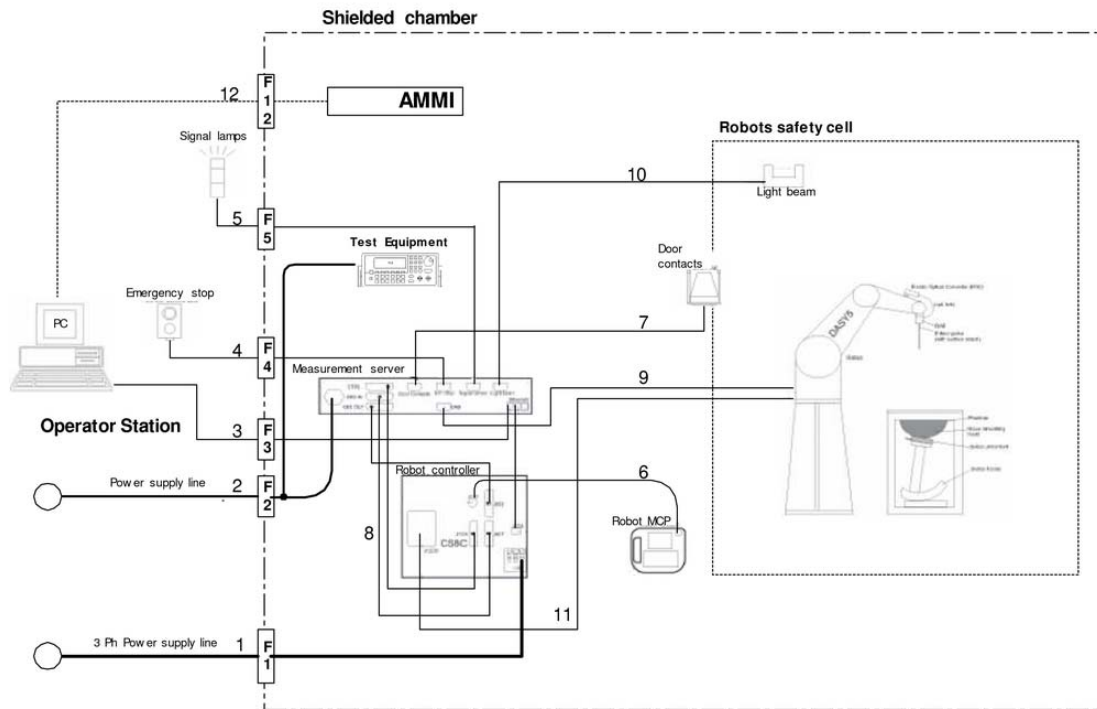 Shielded chamber
12
F
1
2
AMMI
Signal lamps
Robots safety cell
10
Light beam
5
F
5
Test Equipment
Door
contacts
Emergency stop
PC
DASY5
7
4
F
4
Measurement server
9
Operator Station
3
F
3
Robot controller
Power supply line
2
F
2
6
8
CS8C
Robot MCP
11
3 Ph Power supply line
1
F
1